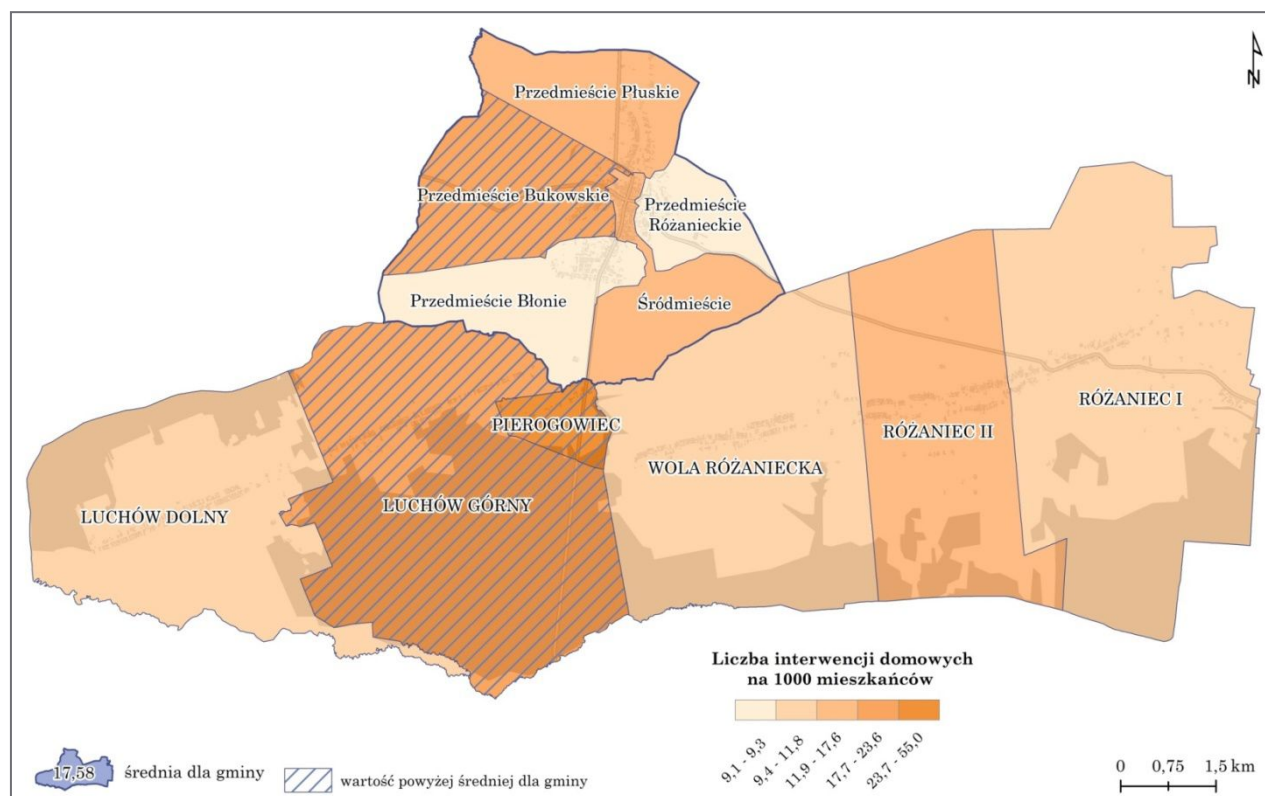 N
Przedmieście Płuskie
Przedmieście Bukowskie
Przedmieście
Różanieckie
Przedmieście Błonie
Śródmieście
PIEROGOWIEC
RÓŻANIEC I
RÓŻANIEC II
WOLA RÓŻANIECKA
LUCHÓW GÓRNY
LUCHÓW DOLNY
Liczba interwencji domowych
na 1000 mieszkańców
9,1 - 9,3
9,4 - 11,8
11,9 - 17,6
17,7 - 23,6
23,7 - 55,0
17,58 średnia dla gminy
wartość powyżej średniej dla gminy
0 0,75 1,5 km